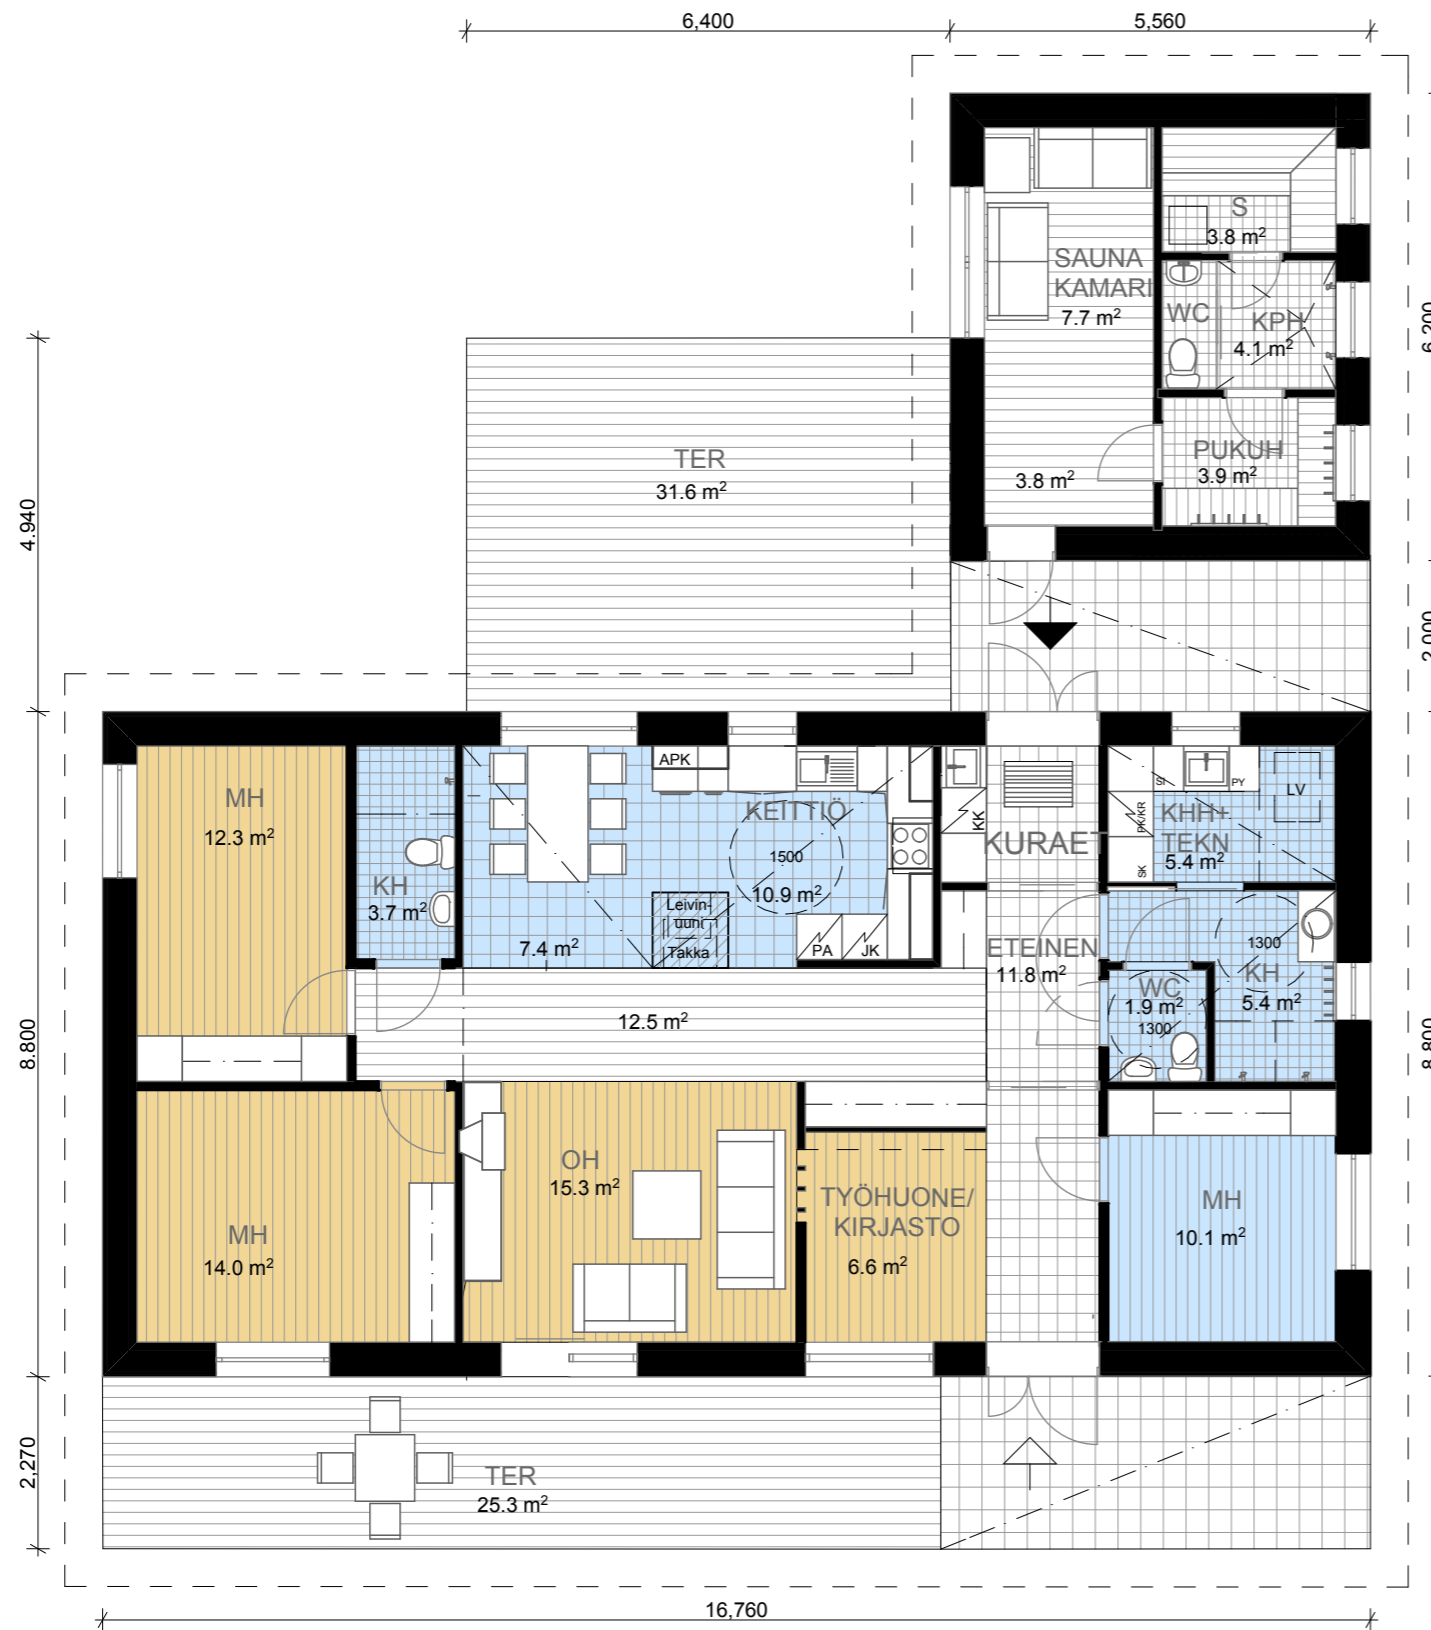 6,400
5,560
S
3.8 m²
SAUNA
KAMARI
7.7 m²
WC
KPH
4.1 m²
6,200
4.940
TER
31.6 m²
PUKUH
3.9 m²
3.8 m²
2,000
MH
12.3 m²
KH
3.7 m²
APK
KEITTIÖ
1500
10.9 m²
7.4 m²
Leivin-
uuni
Takka
PA
JK
KK
KURAET
SI
PY
LV
PK/KR
SK
KHH+
TEKN
5.4 m²
ETEINEN
11.8 m²
1300
KH
5.4 m²
WC
1.9 m²
1300
12.5 m²
8.800
8,800
OH
15.3 m²
MH
14.0 m²
TYÖHUONE/
KIRJASTO
6.6 m²
MH
10.1 m²
2,270
TER
25.3 m²
16,760